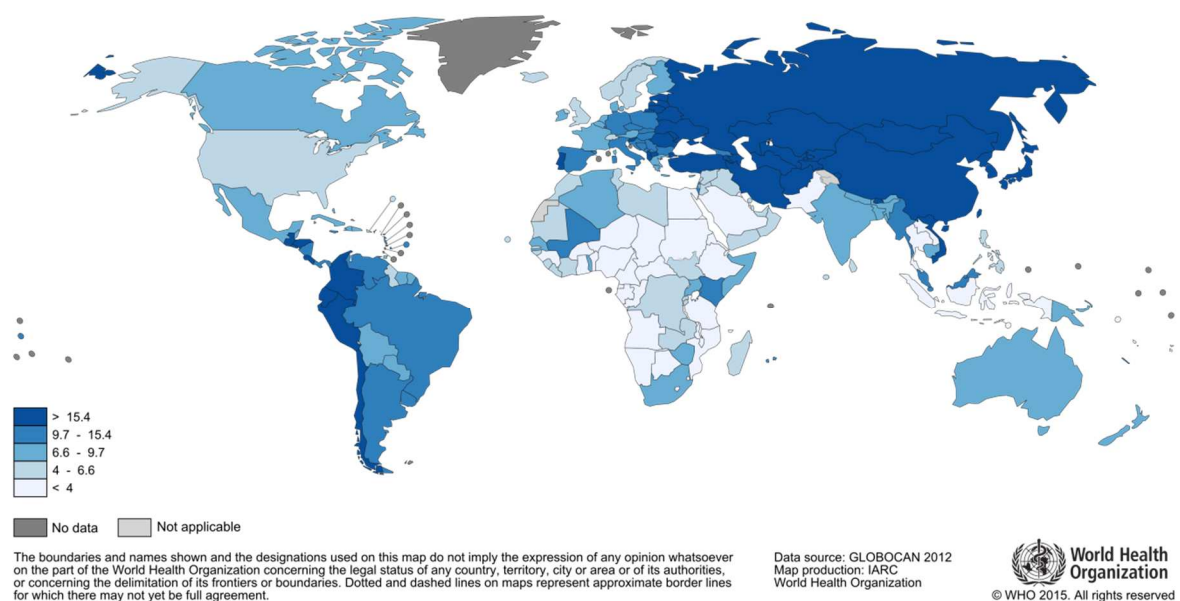 > 15.4
9.7 - 15.4
6.6 - 9.7
4 - 6.6
< 4
No data
Not applicable
The boundaries and names shown and the designations used on this map do not imply the expression of any opinion whatsoever
on the part of the World Health Organization concerning the legal status of any country, territory, city or area or of its authorities,
or concerning the delimitation of its frontiers or boundaries. Dotted and dashed lines on maps represent approximate border lines
for which there may not yet be full agreement.
Data source: GLOBOCAN 2012
Map production: IARC
World Health Organization
World Health
Organization
© WHO 2015. All rights reserved